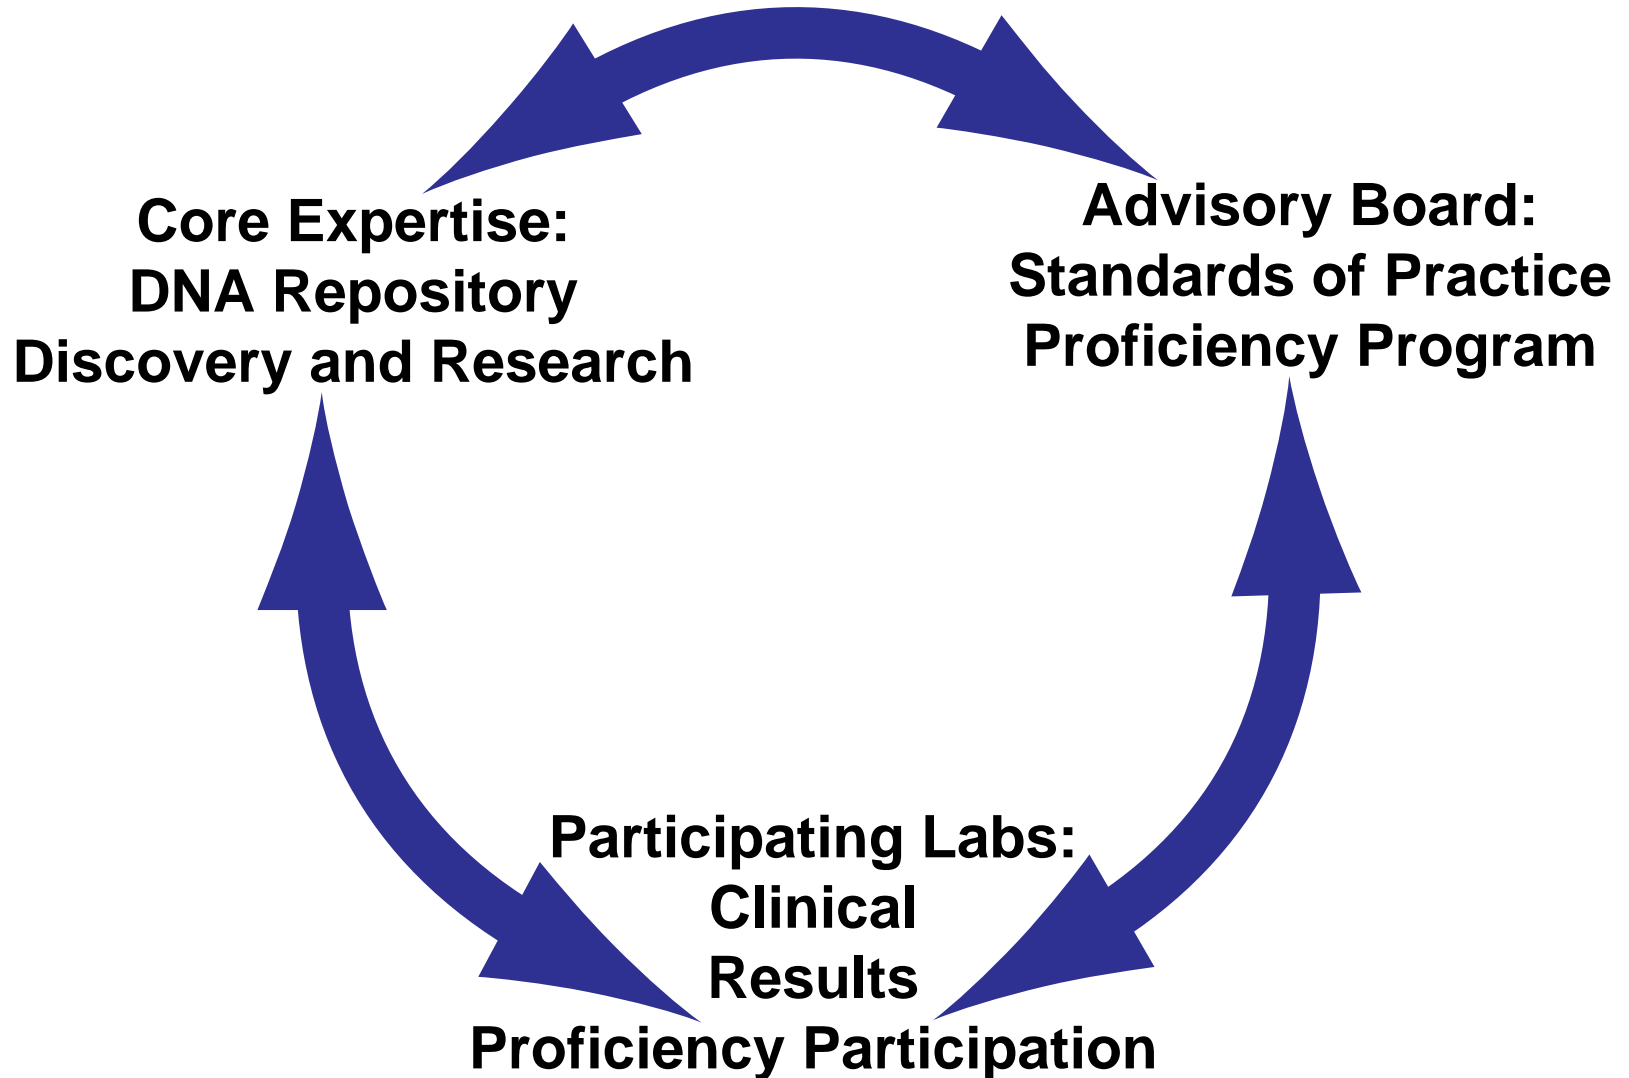 Core Expertise:
DNA Repository
Discovery and Research
Advisory Board:
Standards of Practice
Proficiency Program
Participating Labs:
Clinical
Results
Proficiency Participation